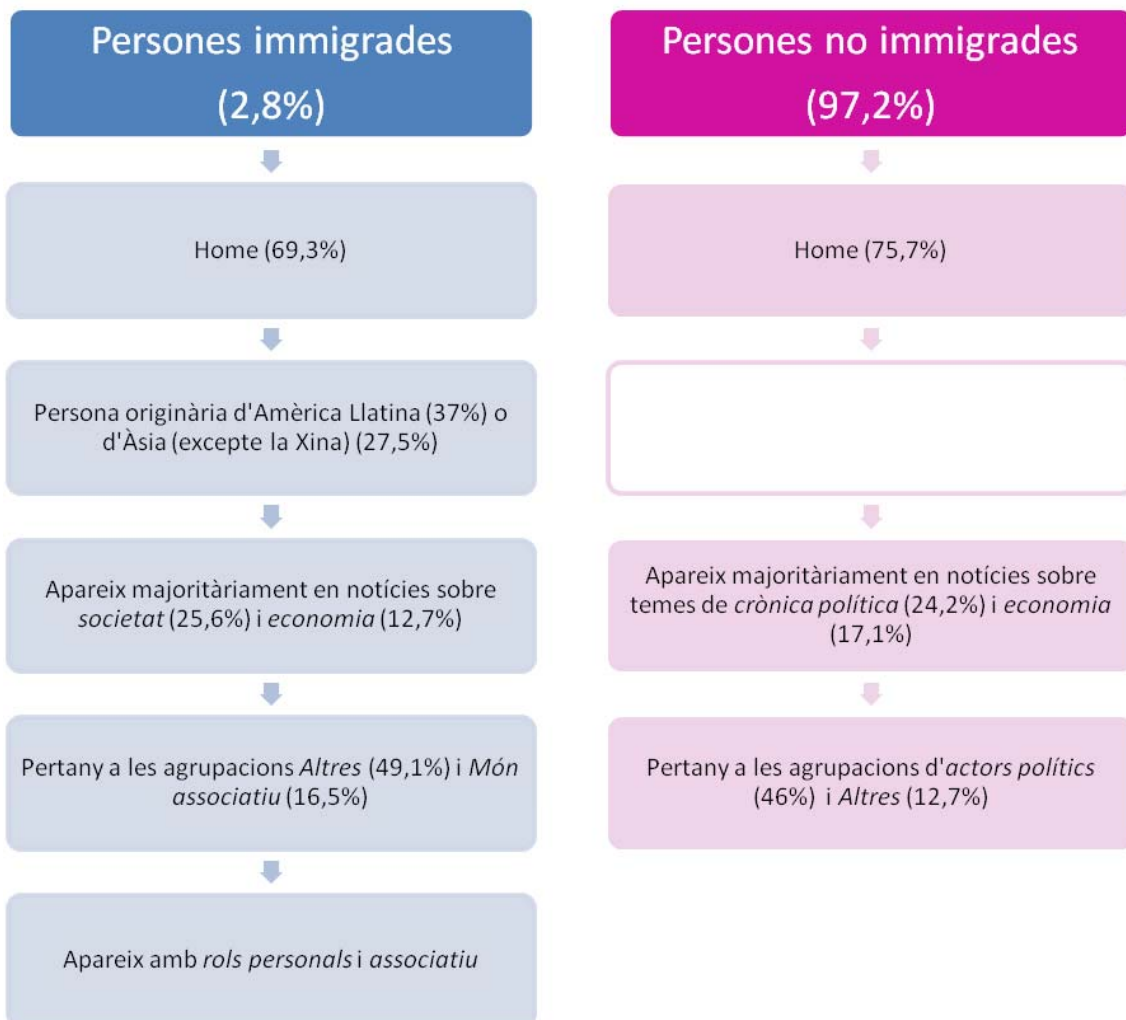 Persones immigrades
(2,8%)
Home (69,3%)
Persona originària d'Amèrica Llatina (37%) o
d'Àsia (excepte la Xina) (27,5%)
Apareix majoritàriament en notícies sobre
societat (25,6%) i economia (12,7%)
Pertany a les agrupacions Altres (49,1%) i Món
associatiu (16,5%)
Apareix amb rols personals i associatiu
Persones no immigrades
(97,2%)
Home (75,7%)
Apareix majoritàriament en notícies sobre
temes de crònica política (24,2%) i economia
(17,1%)
Pertany a les agrupacions d'actors polítics
(46%) i Altres (12,7%)